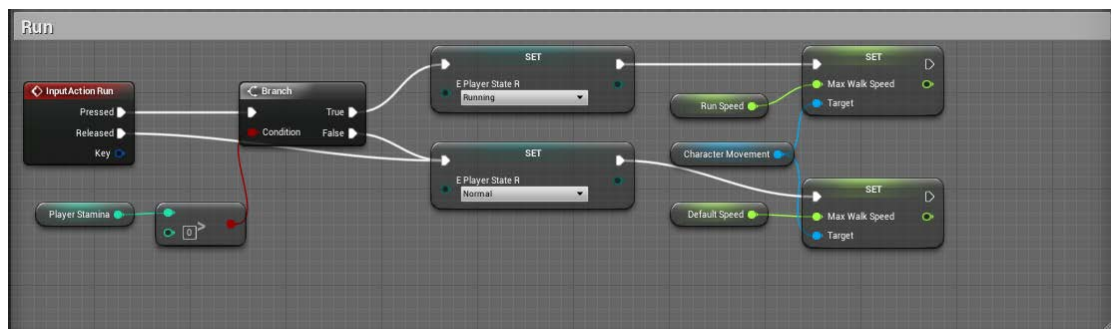 Run
InputAction Run
Pressed
Released
Key
Branch
True
Condition
False
Player Stamina
0
>
SET
E Player State R
Running
SET
E Player State R
Normal
Run Speed
Character Movement
Default Speed
SET
Max Walk Speed
Target
SET
Max Walk Speed
Target